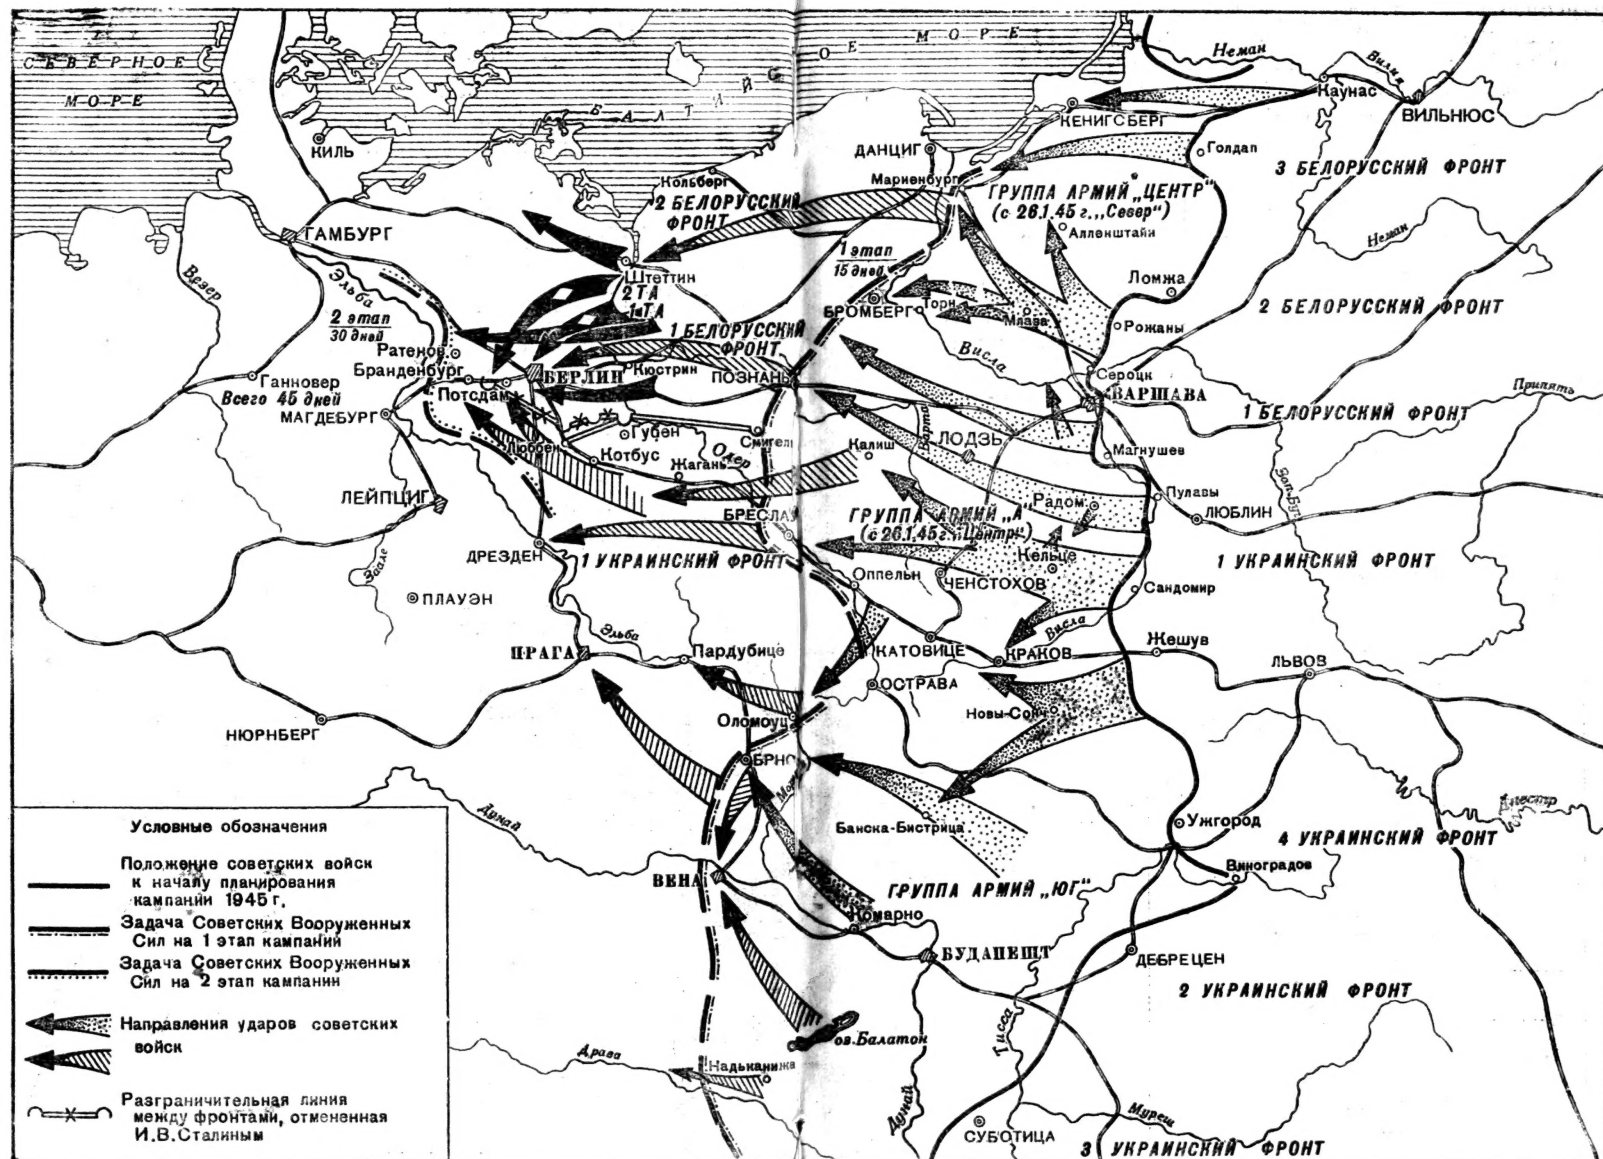 СЕВЕРНОЕ
МОРЕ
БАЛТИЙС
ОЕ МОРЕ
Неман
Вилия
Каунас
ВИЛЬНЮС
КЕНИГСБЕРГ
КИЛЬ
ДАНЦИГ
Голдап
3 БЕЛОРУССКИЙ ФРОНТ
Кольберг
Мариенбург
ГРУППА АРМИЙ „ЦЕНТР"
(с 26.1.45 г. „Север")
2 БЕЛОРУССКИЙ
ФРОНТ
Алленштайн
Неман
ГАМБУРГ
Эльба
Везер
1 этап
15 дней
Штеттин
2 ТА
1 ТА
Ломжа
2 БЕЛОРУССКИЙ ФРОНТ
БРОМБЕРГ
Торн
Млава
Рожаны
2 этап
30 дней
1 БЕЛОРУССКИЙ
ФРОНТ
Ратенов
Бранденбург
Висла
Сероцк
Ганновер
Всего 45 дней
БЕРЛИН
Кюстрин
ПОЗНАНЬ
ВАРШАВА
Припять
МАГДЕБУРГ
Потсдам
1 БЕЛОРУССКИЙ ФРОНТ
Губен
Смигель
Варта
ЛОДЗЬ
Калиш
Магнушев
Люббен
Котбус
Одер
Жагань
ЛЕЙПЦИГ
Радом
Пулавы
Зап. Буг
БРЕСЛАУ
ГРУППА АРМИЙ „А"
(с 26.1.45 г. „Центр")
ЛЮБЛИН
Заале
ДРЕЗДЕН
1 УКРАИНСКИЙ ФРОНТ
Кельце
1 УКРАИНСКИЙ ФРОНТ
Оппельн
ЧЕНСТОХОВ
Сандомир
ПЛАУЭН
Эльба
Висла
Жешув
ПРАГА
Пардубице
КАТОВИЦЕ
КРАКОВ
ЛЬВОВ
ОСТРАВА
Новы-Сонч
Оломоуц
НЮРНБЕРГ
БРНО
Дунай
Банска-Бистрица
Ужгород
Днестр
4 УКРАИНСКИЙ ФРОНТ
Виноградов
ВЕНА
ГРУППА АРМИЙ „ЮГ"
Комарно
БУДАПЕШТ
ДЕБРЕЦЕН
2 УКРАИНСКИЙ ФРОНТ
Тисса
оз. Балатон
Драва
Надьканижа
Дунай
Муреш
СУБОТИЦА
3 УКРАИНСКИЙ ФРОНТ
Условные обозначения
Положение советских войск
к началу планирования
кампании 1945 г.
Задача Советских Вооруженных
Сил на 1 этап кампаний
Задача Советских Вооруженных
Сил на 2 этап кампании
Направления ударов советских
войск
Разграничительная линия
между фронтами, отмененная
И.В.Сталиным